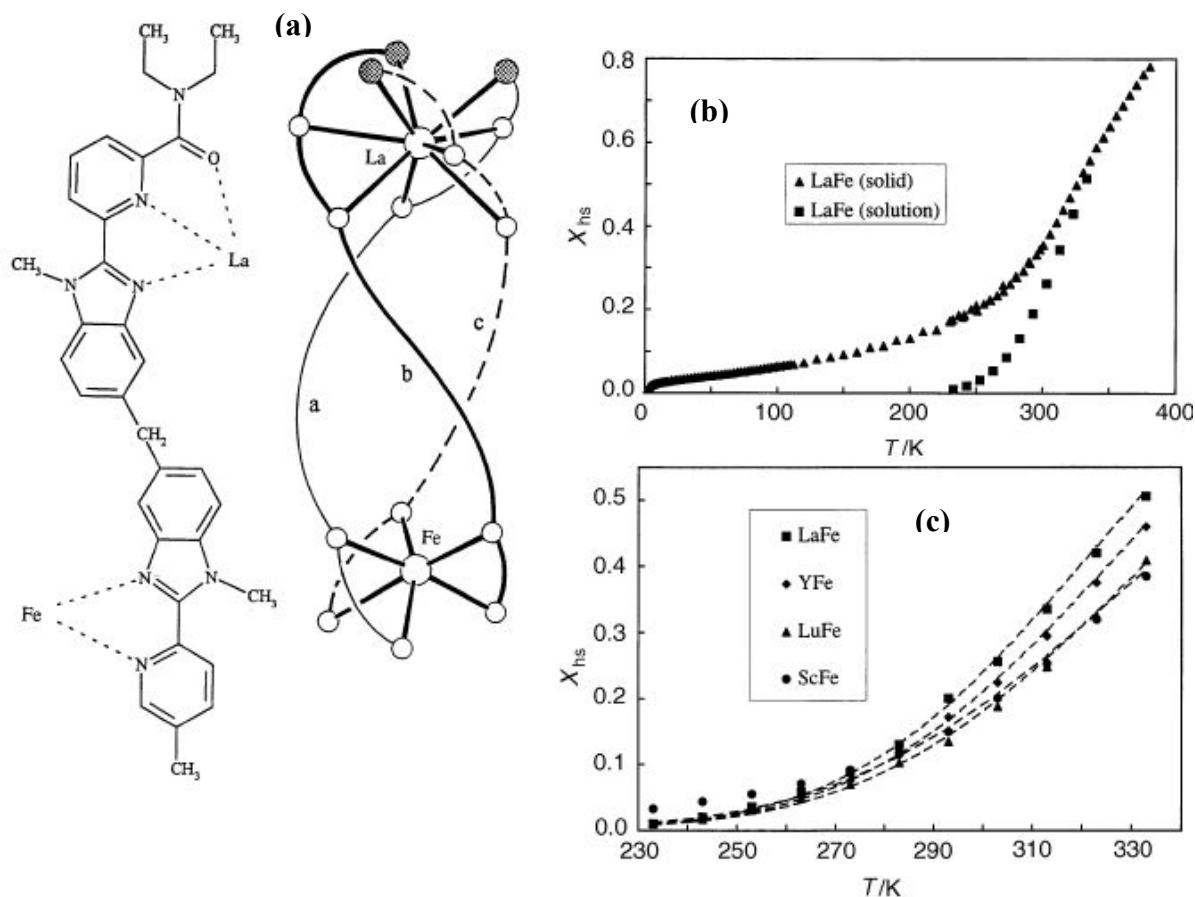 (a)
CH₃ CH₃
N
O
N
La
CH₃
N N
CH₂
N N
CH₃
Fe
N
CH₃
La
c
b
a
Fe
(b)
0.8
0.6
0.4
0.2
0.0
X_hs
▲ LaFe (solid)
■ LaFe (solution)
0 100 200 300 400
T /K
(c)
0.5
0.4
0.3
0.2
0.1
0.0
X_hs
■ LaFe
◆ YFe
▲ LuFe
● ScFe
230 250 270 290 310 330
T /K